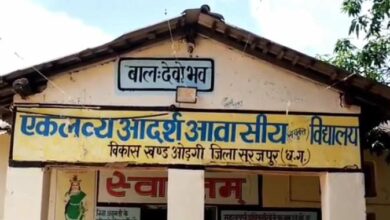 बालः देवो भव
एकलव्य आदर्श आवासीय संयुक्त विद्यालय
विकास खण्ड ओड़गी जिला सूरजपुर (छ.ग.)
स्वागतम्